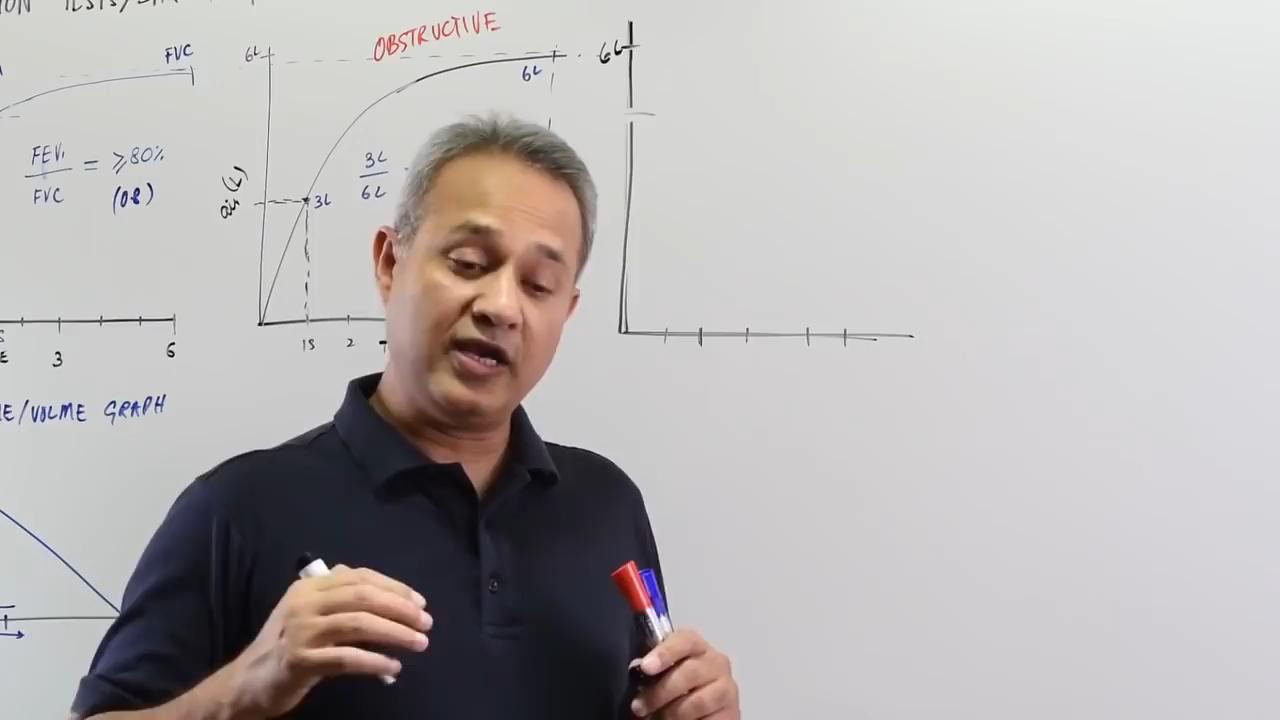 TESTS/
FVC
FEV₁
FVC
= ≥80%
(0.8)
3
6
VOLME GRAPH
OBSTRUCTIVE
6L
6L
3L
3L
6L
(L)
1S
2
6L